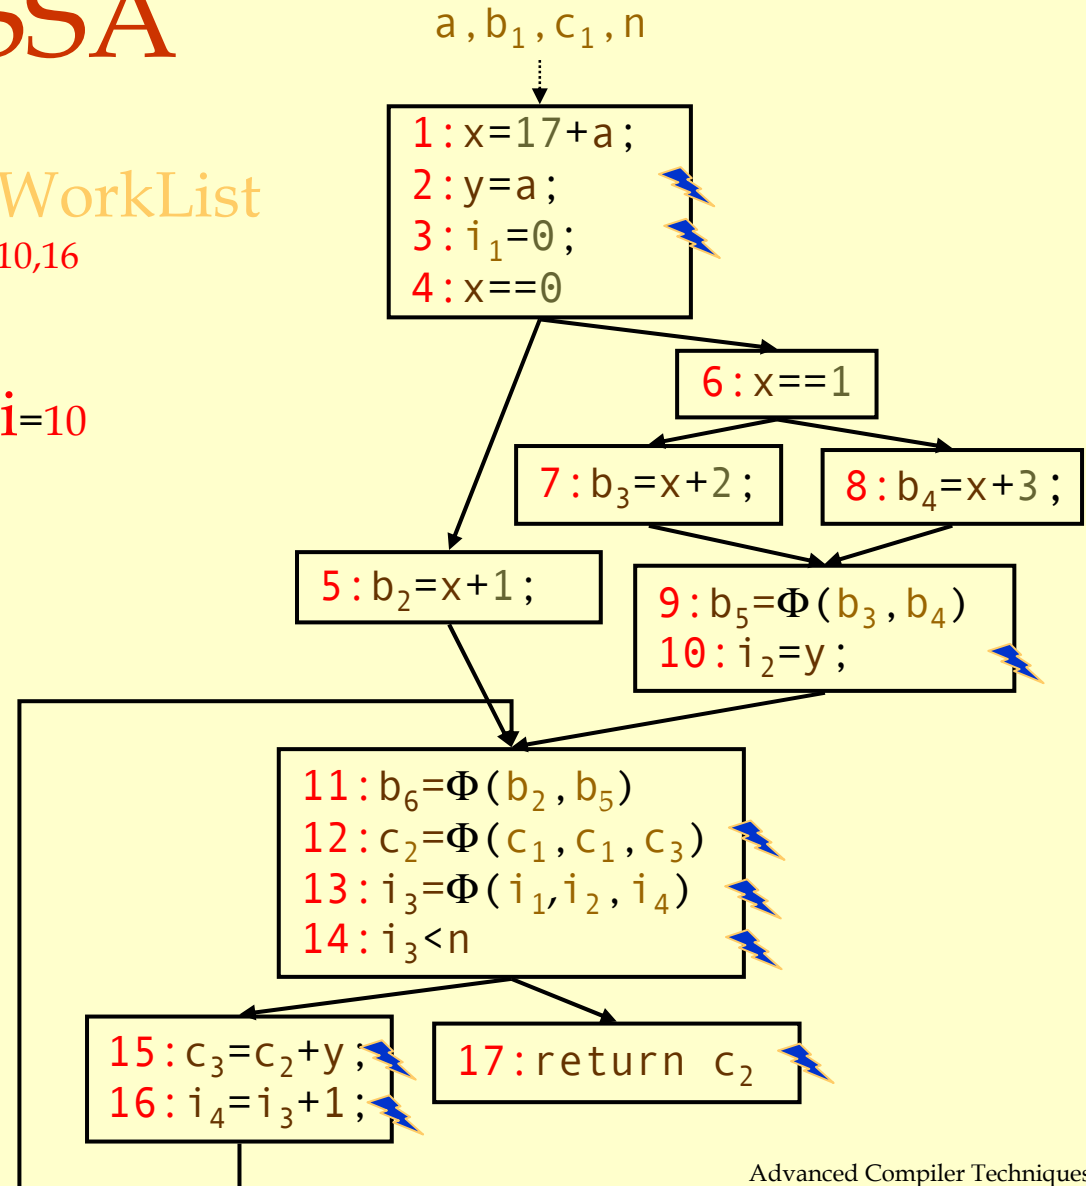 SSA
a,b₁,c₁,n
1:x=17+a;
2:y=a;
3:i₁=0;
4:x==0
WorkList
10,16
i=10
6:x==1
7:b₃=x+2;
8:b₄=x+3;
5:b₂=x+1;
9:b₅=Φ(b₃,b₄)
10:i₂=y;
11:b₆=Φ(b₂,b₅)
12:c₂=Φ(c₁,c₁,c₃)
13:i₃=Φ(i₁,i₂,i₄)
14:i₃<n
15:c₃=c₂+y;
16:i₄=i₃+1;
17:return c₂
Advanced Compiler Techniques